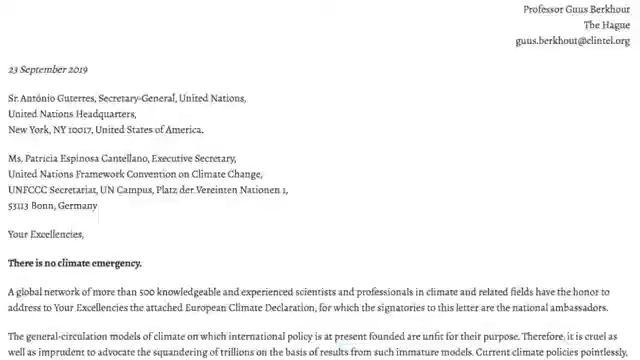 Professor Guus Berkhout
The Hague
guus.berkhout@clintel.org
23 September 2019
Sr. António Guterres, Secretary-General, United Nations,
United Nations Headquarters,
New York, NY 10017, United States of America.
Ms. Patricia Espinosa Cantellano, Executive Secretary,
United Nations Framework Convention on Climate Change,
UNFCCC Secretariat, UN Campus, Platz der Vereinten Nationen 1,
53113 Bonn, Germany
Your Excellencies,
There is no climate emergency.
A global network of more than 500 knowledgeable and experienced scientists and professionals in climate and related fields have the honor to
address to Your Excellencies the attached European Climate Declaration, for which the signatories to this letter are the national ambassadors.
The general-circulation models of climate on which international policy is at present founded are unfit for their purpose. Therefore, it is cruel as
well as imprudent to advocate the squandering of trillions on the basis of results from such immature models. Current climate policies pointlessly,